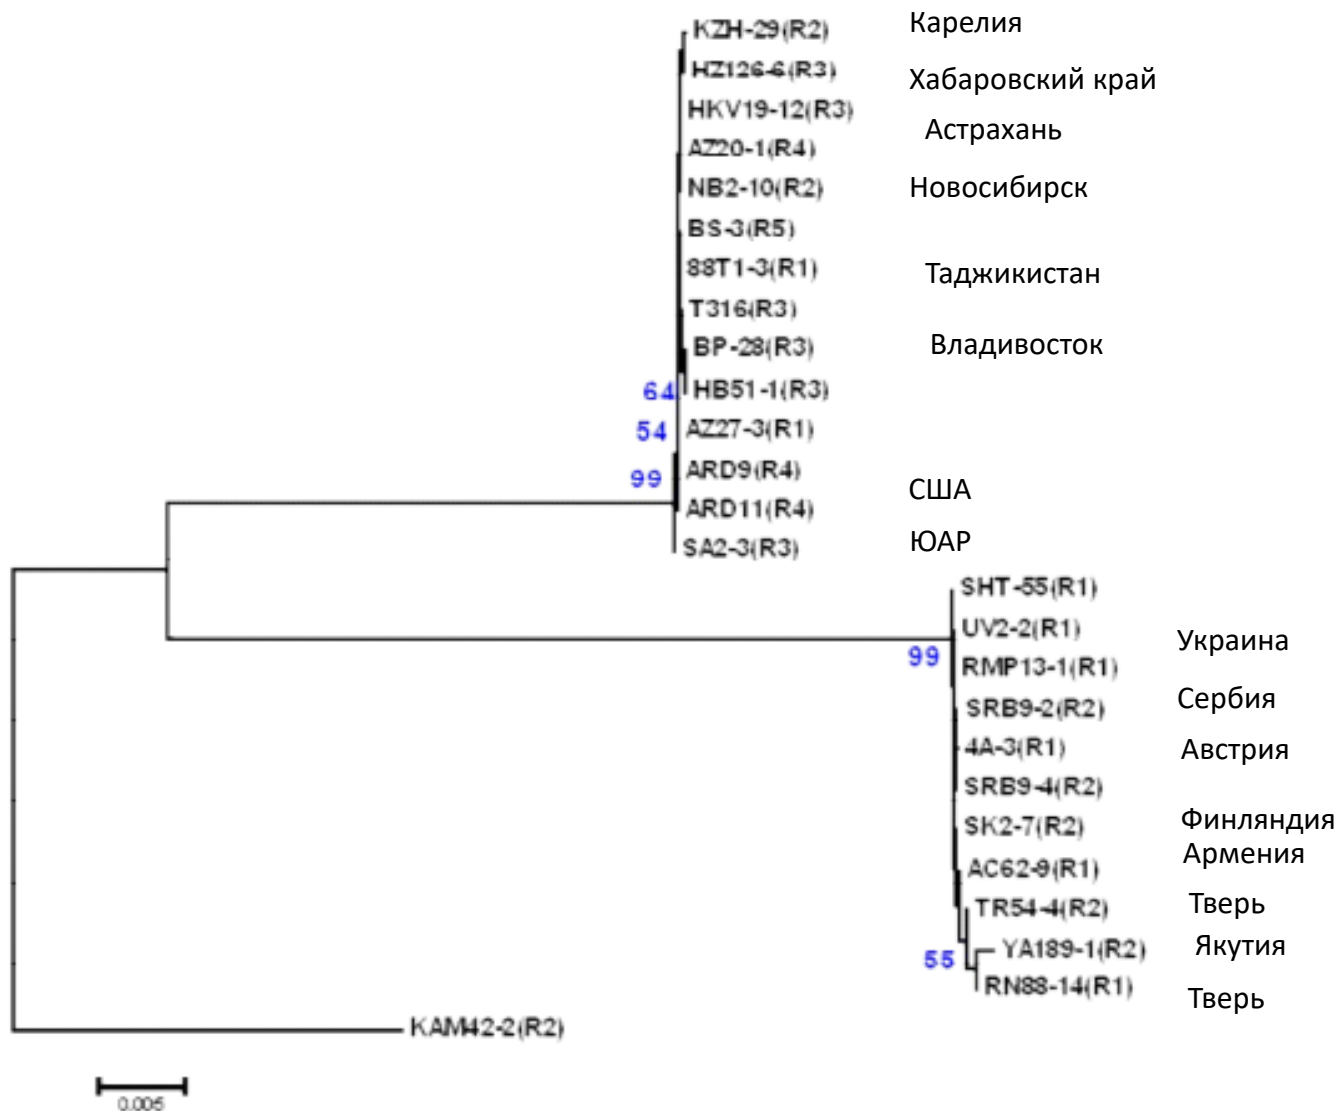 KZH-29(R2) Карелия
HZ126-6(R3) Хабаровский край
HKV19-12(R3)
Астрахань
AZ20-1(R4)
NB2-10(R2) Новосибирск
BS-3(R5)
88T1-3(R1) Таджикистан
T316(R3)
BP-28(R3) Владивосток
64 HB51-1(R3)
54 AZ27-3(R1)
99 ARD9(R4)
США
ARD11(R4)
SA2-3(R3) ЮАР
SHT-55(R1)
UV2-2(R1) Украина
99 RMP13-1(R1)
SRB9-2(R2) Сербия
4A-3(R1) Австрия
SRB9-4(R2)
SK2-7(R2) Финляндия
AC62-9(R1) Армения
TR54-4(R2) Тверь
55 YA189-1(R2) Якутия
RN88-14(R1) Тверь
KAM42-2(R2)
0.005